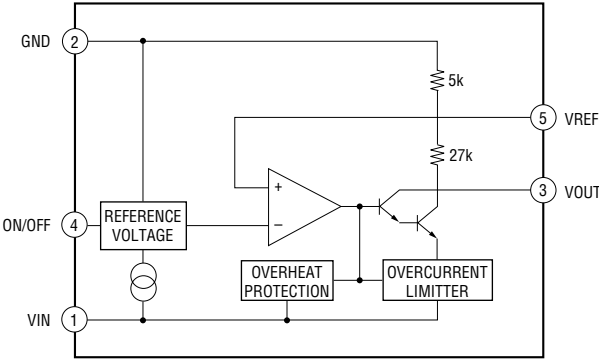 GND 2
5k
5 VREF
27k
+
3 VOUT
ON/OFF 4
REFERENCE
VOLTAGE
–
OVERHEAT
PROTECTION
OVERCURRENT
LIMITTER
VIN 1